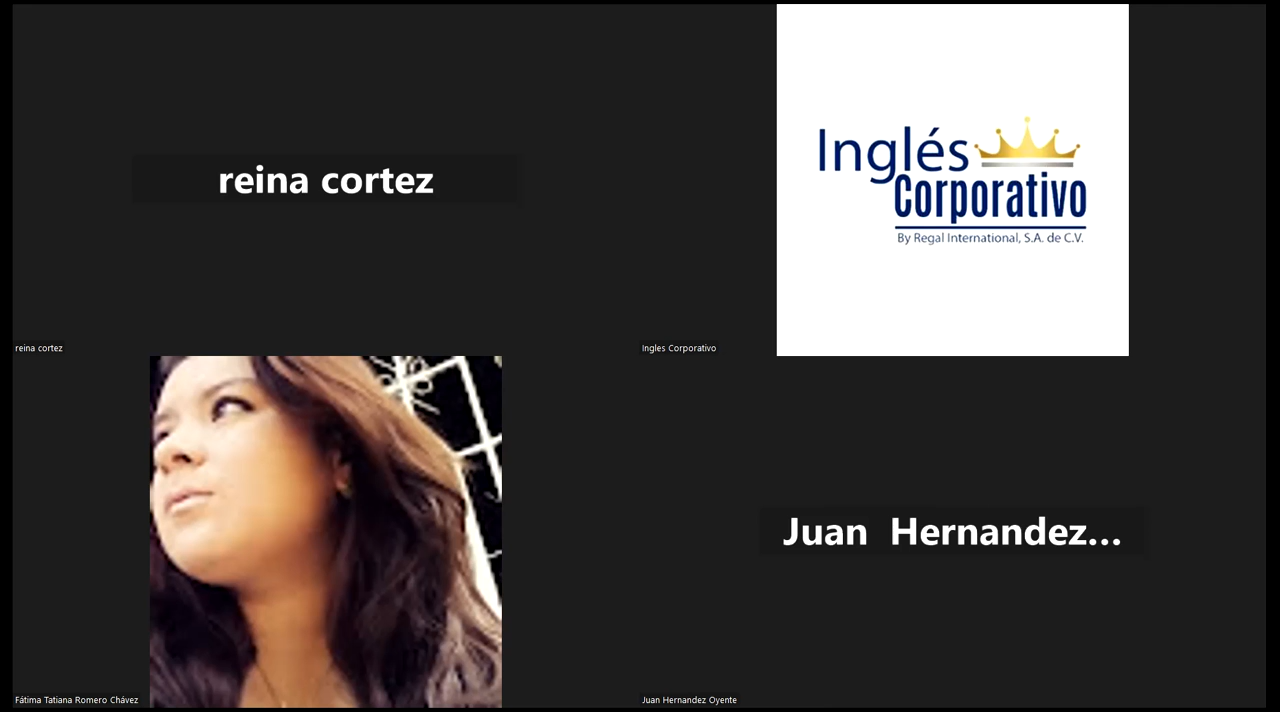 reina cortez
Inglés
Corporativo
By Regal International, S.A. de C.V.
reina cortez
Ingles Corporativo
Juan Hernandez...
Fátima Tatiana Romero Chávez
Juan Hernandez Oyente